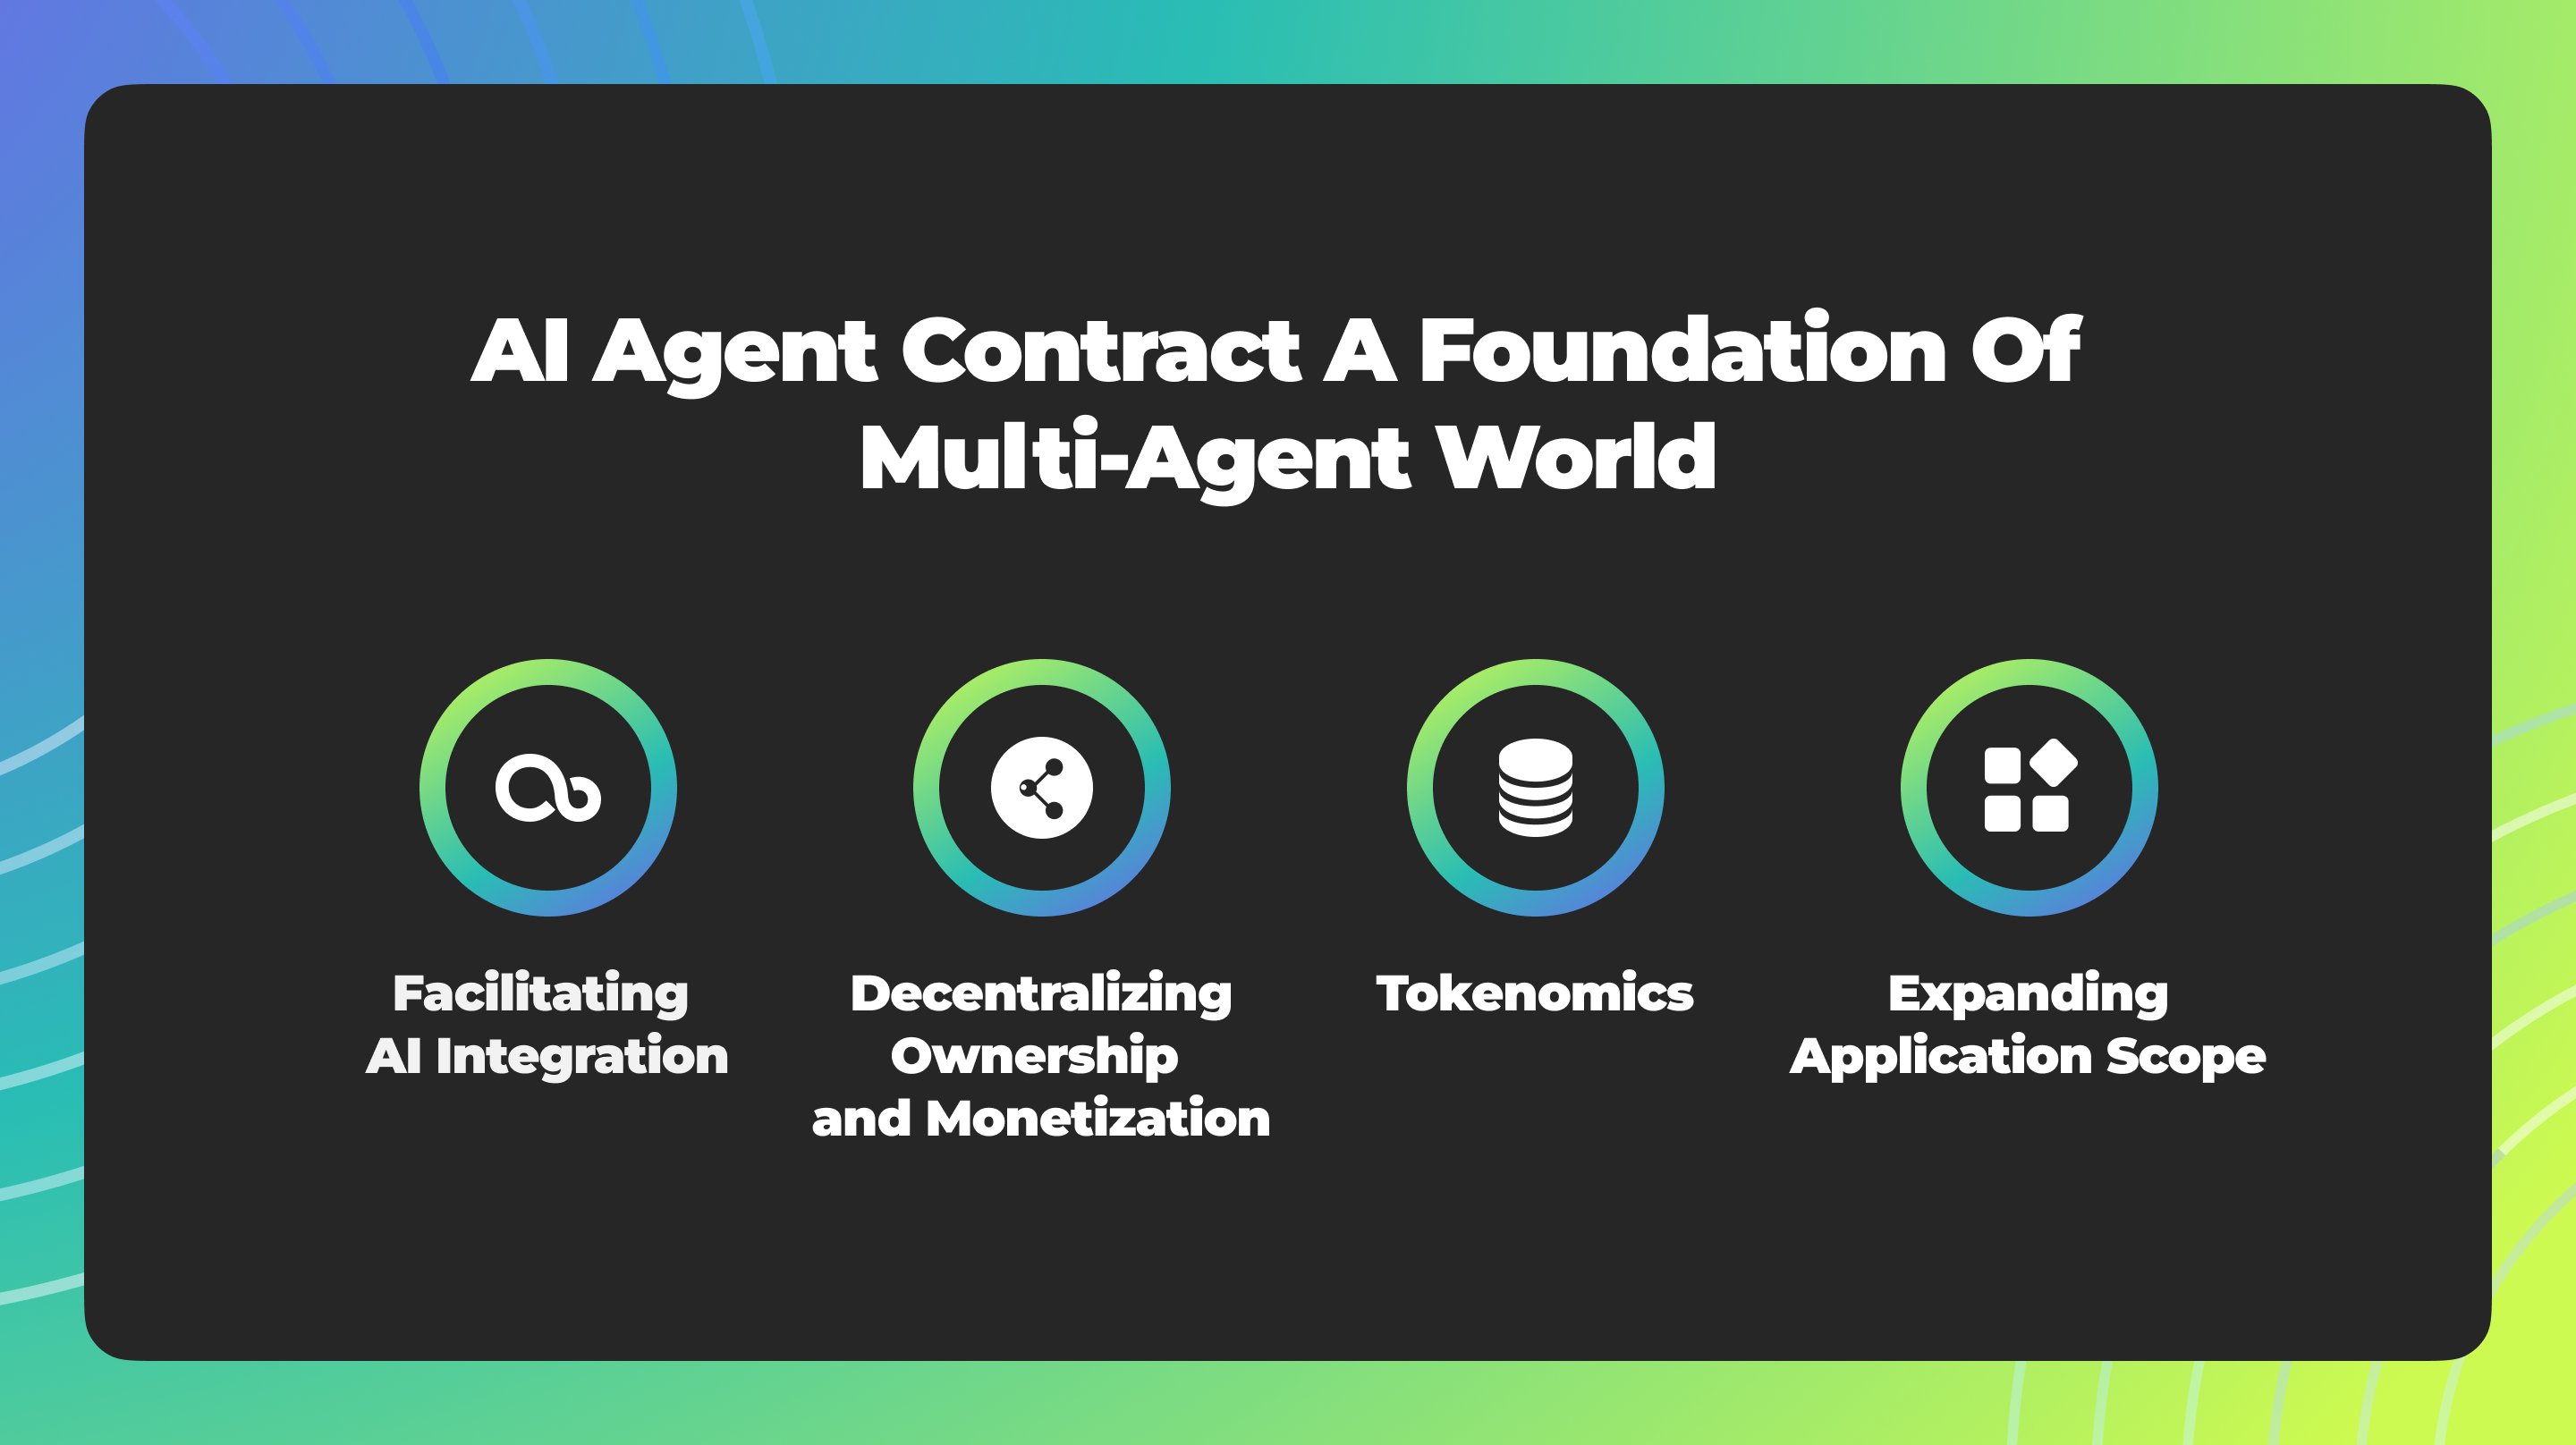 AI Agent Contract A Foundation Of
Multi-Agent World
Facilitating
AI Integration
Decentralizing
Ownership
and Monetization
Tokenomics
Expanding
Application Scope